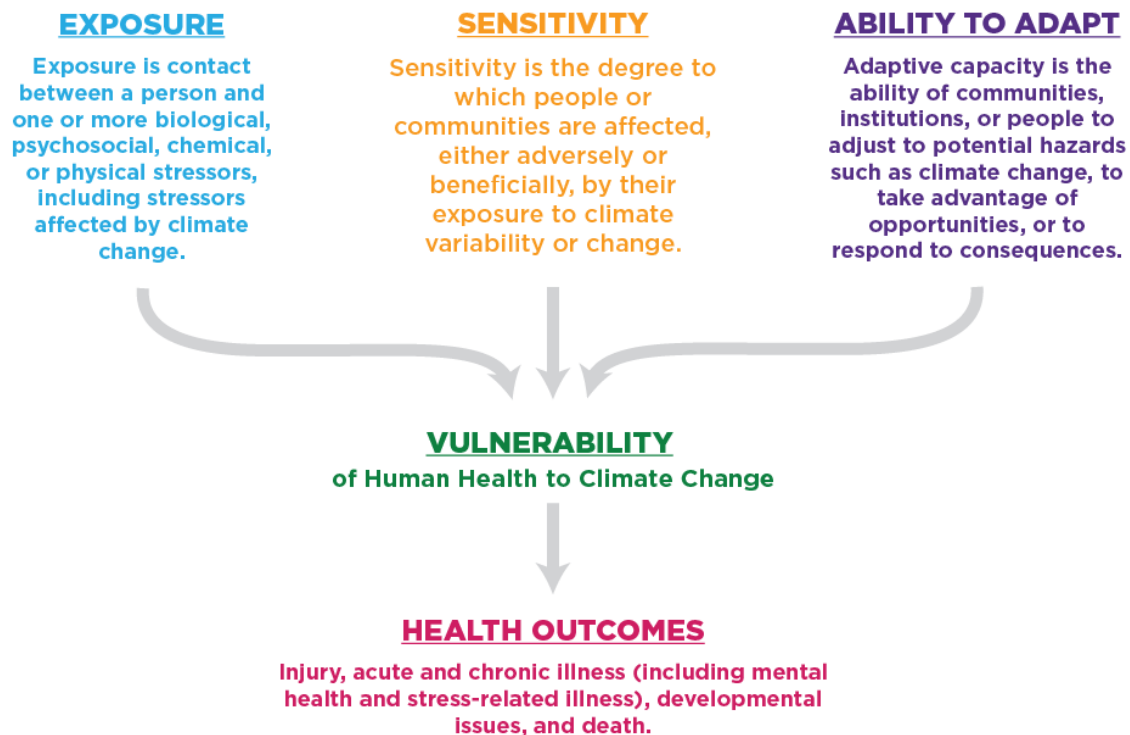 EXPOSURE
Exposure is contact
between a person and
one or more biological,
psychosocial, chemical,
or physical stressors,
including stressors
affected by climate
change.
SENSITIVITY
Sensitivity is the degree to
which people or
communities are affected,
either adversely or
beneficially, by their
exposure to climate
variability or change.
ABILITY TO ADAPT
Adaptive capacity is the
ability of communities,
institutions, or people to
adjust to potential hazards
such as climate change, to
take advantage of
opportunities, or to
respond to consequences.
VULNERABILITY
of Human Health to Climate Change
HEALTH OUTCOMES
Injury, acute and chronic illness (including mental
health and stress-related illness), developmental
issues, and death.